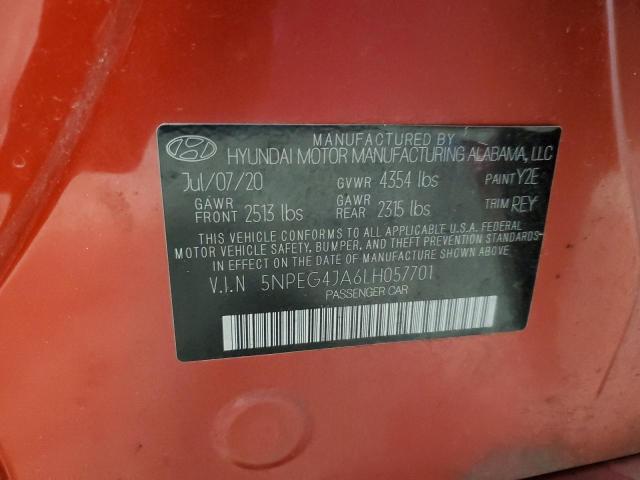 MANUFACTURED BY
HYUNDAI MOTOR MANUFACTURING ALABAMA, LLC
Jul/07/20 GVWR 4354 lbs PAINT Y2E
GAWR FRONT 2513 lbs GAWR REAR 2315 lbs TRIM REY
THIS VEHICLE CONFORMS TO ALL APPLICABLE U.S.A. FEDERAL
MOTOR VEHICLE SAFETY, BUMPER, AND THEFT PREVENTION STANDARDS
IN EFFECT ON THE DATE OF MANUFACTURE SHOWN ABOVE.
V.I.N 5NPEG4JA6LH057701
PASSENGER CAR